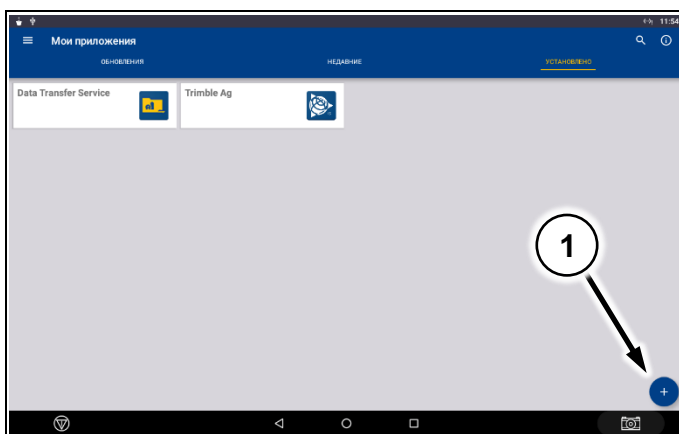 11:54
Мои приложения
ОБНОВЛЕНИЯ НЕДАВНИЕ УСТАНОВЛЕНО
Data Transfer Service Trimble Ag
1
+